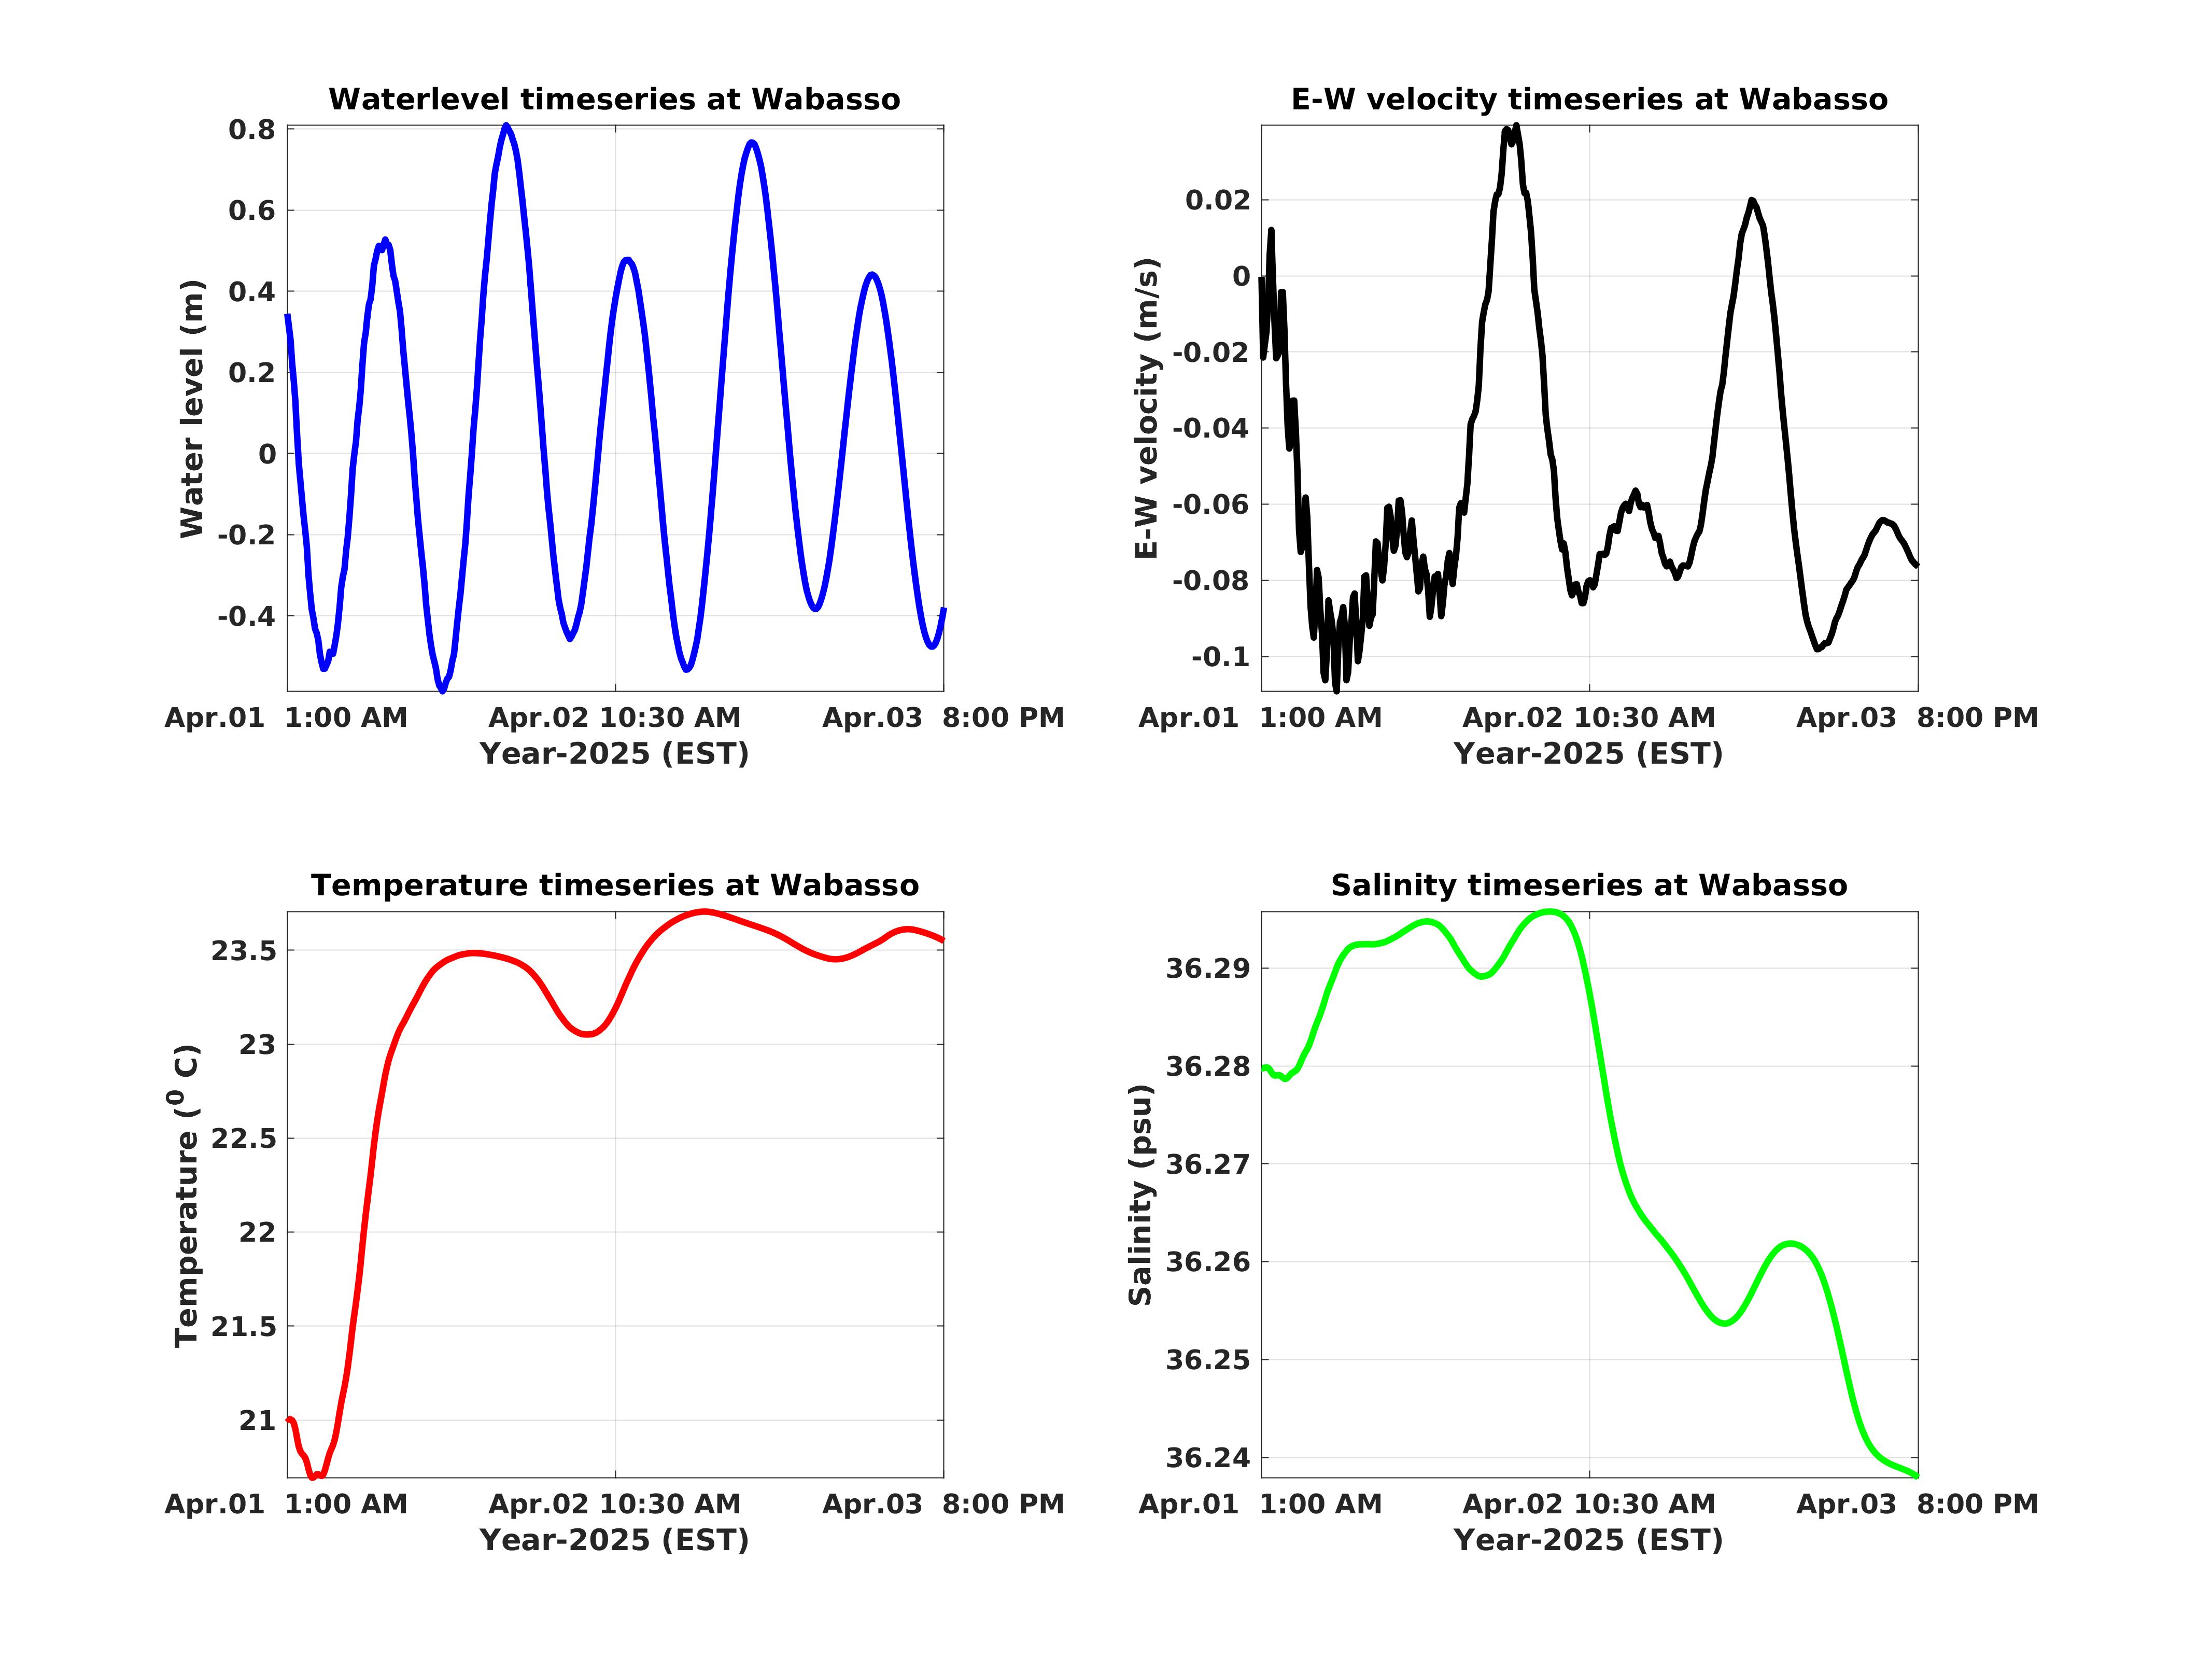 Waterlevel timeseries at Wabasso
0.8
0.6
0.4
0.2
0
-0.2
-0.4
Water level (m)
Apr.01 1:00 AM Apr.02 10:30 AM Apr.03 8:00 PM
Year-2025 (EST)
E-W velocity timeseries at Wabasso
0.02
0
-0.02
-0.04
-0.06
-0.08
-0.1
E-W velocity (m/s)
Apr.01 1:00 AM Apr.02 10:30 AM Apr.03 8:00 PM
Year-2025 (EST)
Temperature timeseries at Wabasso
23.5
23
22.5
22
21.5
21
Temperature (⁰ C)
Apr.01 1:00 AM Apr.02 10:30 AM Apr.03 8:00 PM
Year-2025 (EST)
Salinity timeseries at Wabasso
36.29
36.28
36.27
36.26
36.25
36.24
Salinity (psu)
Apr.01 1:00 AM Apr.02 10:30 AM Apr.03 8:00 PM
Year-2025 (EST)